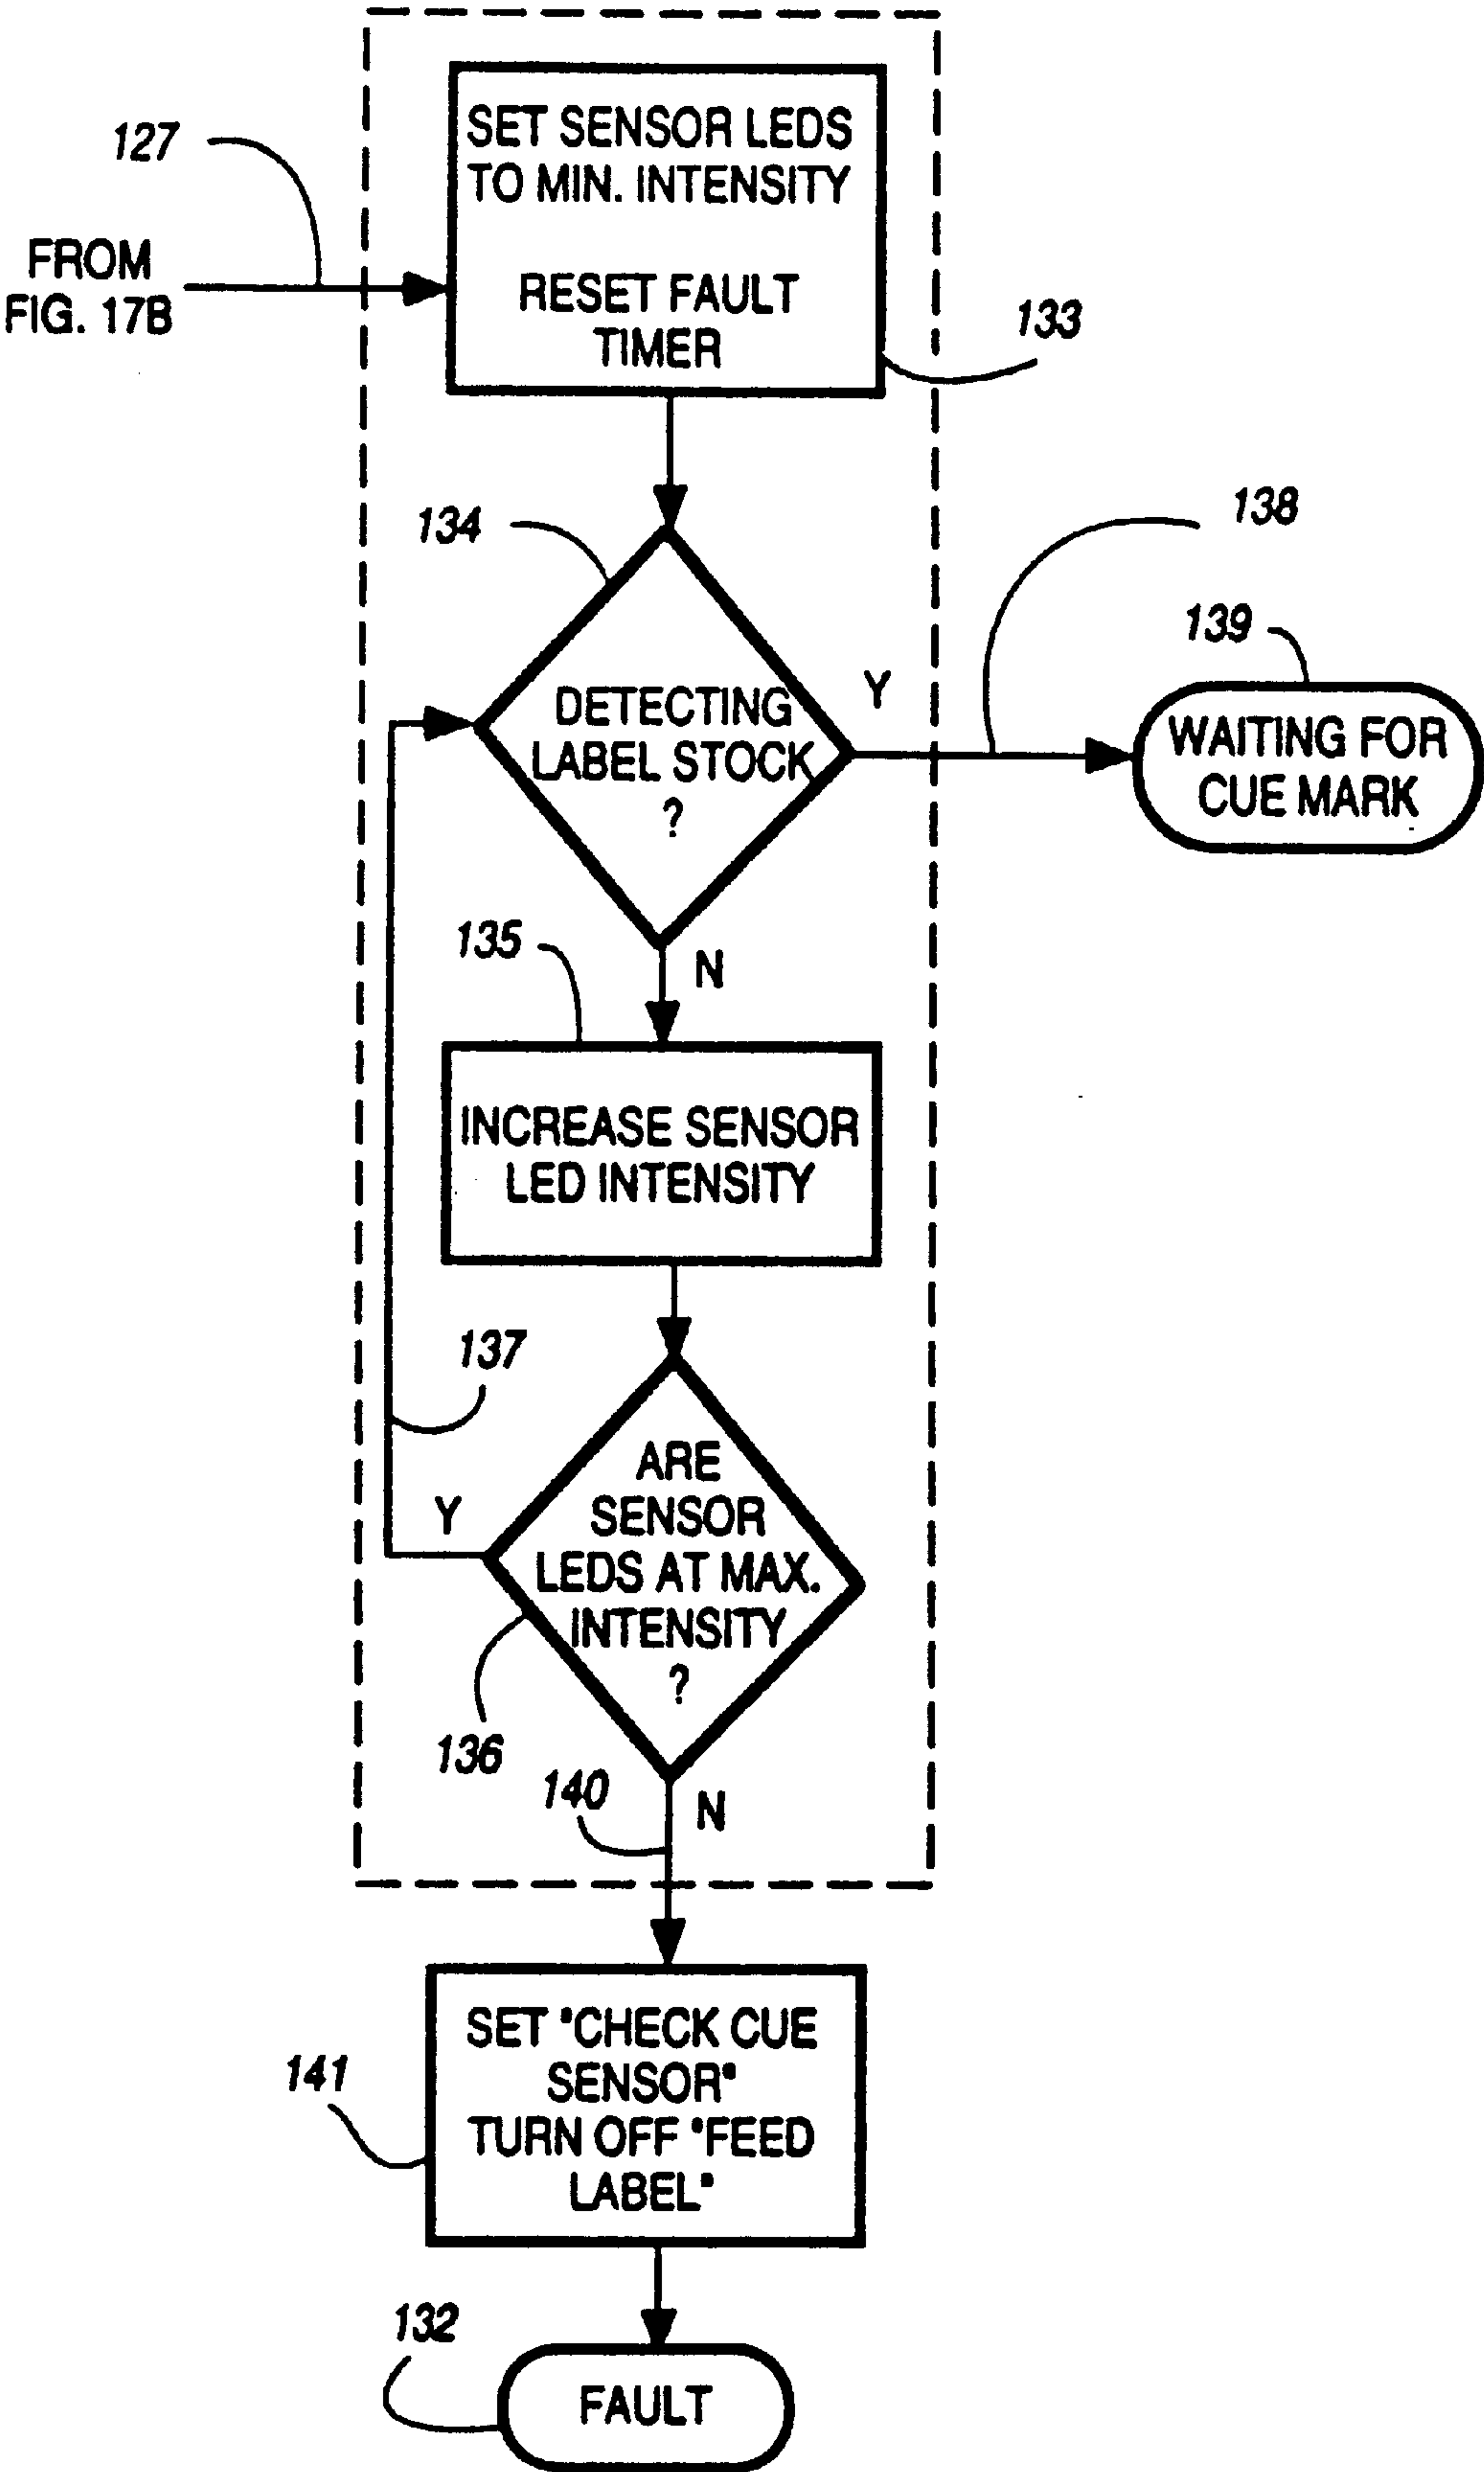 127
FROM
FIG. 17B
SET SENSOR LEDS
TO MIN. INTENSITY
RESET FAULT
TIMER
133
134
DETECTING
LABEL STOCK
?
Y
138
139
WAITING FOR
CUE MARK
N
135
INCREASE SENSOR
LED INTENSITY
137
Y
ARE
SENSOR
LEDS AT MAX.
INTENSITY
?
136
140
N
141
SET "CHECK CUE
SENSOR"
TURN OFF "FEED
LABEL"
132
FAULT